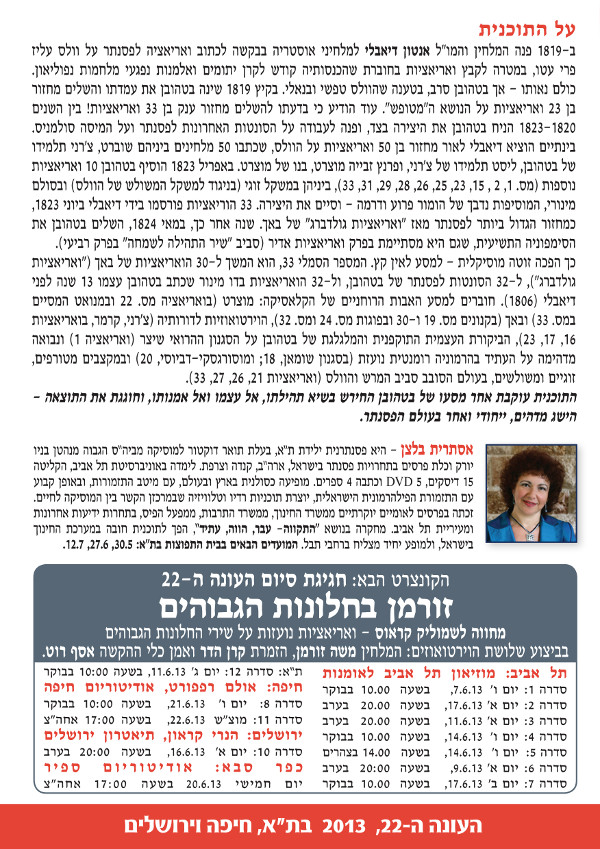 על התוכנית
ב–1819 פנה המלחין והמו"ל אנטון דיאבלי למלחיני אוסטריה בבקשה לכתוב ואריאציה לפסנתר על וולס עליז
פרי עטו, במטרה לקבץ ואריאציות בחוברת שהכנסותיה קודש לקרן יתומים ואלמנות נפגעי מלחמות נפוליאון.
כולם נאותו – אך בטהובן סרב, בטענה שהוולס טפשי ובנאלי. בקיץ 1819 שינה בטהובן את עמדתו והשלים מחזור
בן 23 ואריאציות על הנושא ה"מטופש". עוד הודיע כי בדעתו להשלים מחזור ענק בן 33 ואריאציות! בין השנים
1823–1820 הניח בטהובן את היצירה בצד, ופנה לעבודה על הסונטות האחרונות לפסנתר ועל המיסה סולמניס.
בינתיים הוציא דיאבלי לאור מחזור בן 50 ואריאציות על הוולס, שכתבו 50 מלחינים ביניהם שוברט, צ'רני תלמידו
של בטהובן, ליסט תלמידו של צ'רני, ופרנץ זבייה מוצרט, בנו של מוצרט. באפריל 1823 הוסיף בטהובן 10 ואריאציות
נוספות (מס. 1, 2 , 15, 23, 25, 26, 28, 29, 31, 33), ביניהן במשקל זוגי (בניגוד למשקל המשולש של הוולס) ובסולם
מינורי, המוסיפות נדבך של הומור פרוע ודרמה – וסיים את היצירה. 33 הווריאציות פורסמו בידי דיאבלי ביוני 1823,
כמחזור הגדול ביותר לפסנתר מאז "ואריאציות גולדברג" של באך. שנה אחר כך, במאי 1824, השלים בטהובן את
הסימפוניה התשיעית, שגם היא מסתיימת בפרק ואריאציות אדיר (סביב "שיר התהילה לשמחה" בפרק רביעי).
כך הפכה זוטה מוסיקלית – למסע לאין קץ. המספר הסמלי 33, הוא המשך ל–30 הואריאציות של באך ("ואריאציות
גולדברג"), ל–32 הסונטות לפסנתר של בטהובן, ול–32 הואריאציות בדו מינור שכתב בטהובן עצמו 13 שנה לפני
דיאבלי (1806). חוברים למסע האבות הרוחניים של הקלאסיקה: מוצרט (בואריאציה מס. 22 ובמנואט המסיים
במס. 33) ובאך (בקנונים מס. 19 ו–30 ובפוגות מס. 24 ומס. 32), הוירטואוזיות לדורותיה (צ'רני, קרמר, בואריאציות
16, 17, 23), הביקורת העצמית התוקפנית והמלגלגת של בטהובן על הסגנון ההרואי שיצר (ואריאציה 1) ונבואה
מדהימה על העתיד בהרמוניה רומנטית נועזת (בסגנון שומאן, 18; ומוסורגסקי-דביוסי, 20) ובמקצבים מטורפים,
זוגיים ומשולשים, בעולם הסובב סביב המרש והוולס (ואריאציות 21, 26, 27, 33).
התוכנית עוקבת אחר מסעו של בטהובן החירש בשיא תהילתו, אל עצמו ואל אמנותו, וחוגגת את התוצאה –
הישג מדהים, ייחודי ואחר בעולם הפסנתר.
אסתרית בלצן – היא פסנתרנית ילידת ת"א, בעלת תואר דוקטור למוסיקה מביה"ס הגבוה מנהטן בניו
יורק וכלת פרסים בתחרויות פסנתר בישראל, ארה"ב, קנדה וצרפת. לימדה באוניברסיטת תל אביב, הקליטה
15 דיסקים, 5 DVD וכתבה 4 ספרים. מופיעה כסולנית בארץ ובעולם, עם מיטב התזמורות, ובאופן קבוע
עם התזמורת הפילהרמונית הישראלית, יוצרת תוכניות רדיו וטלוויזיה שבמרכזן הקשר בין המוסיקה לחיים.
זכתה בפרסים לאומיים יוקרתיים ממשרד החינוך, ממשרד התרבות, ממפעל הפיס, בתחרות ידיעות אחרונות
ומעיריית תל אביב. מחקרה בנושא "התקווה– עבר, הווה, עתיד", הפך לתוכנית חובה במערכת החינוך
בישראל, ולמופע יחיד מצליח ברחבי תבל. המועדים הבאים בבית התפוצות בת"א: 30.5, 27.6, 12.7.
הקונצרט הבא: חגיגת סיום העונה ה–22
זורמן בחלונות הגבוהים
מחווה לשמוליק קראוס – ואריאציות נועזות על שירי החלונות הגבוהים
בביצוע שלושת הוירטואוזים: המלחין משה זורמן, הזמרת קרן הדר ואמן כלי ההקשה אסף רוט.
תל אביב: מוזיאון תל אביב לאומנות
סדרה 1: יום ו' 7.6.13, בשעה 10.00 בבוקר
סדרה 2: יום א' 17.6.13, בשעה 20.00 בערב
סדרה 3: יום ג' 11.6.13, בשעה 20.00 בערב
סדרה 4: יום ו' 14.6.13, בשעה 10.00 בבוקר
סדרה 5: יום ו' 14.6.13, בשעה 14.00 בצהרים
סדרה 6: יום א' 9.6.13, בשעה 20.00 בערב
סדרה 7: יום ב' 17.6.13, בשעה 10.00 בבוקר
ת"א: סדרה 12: יום ג' 11.6.13, בשעה 10:00 בבוקר
חיפה: אולם רפפורט, אודיטוריום חיפה
סדרה 8: יום ו' 21.6.13, בשעה 10:00 בבוקר
סדרה 11: מוצ"ש 22.6.13, בשעה 17:00 אחה"צ
ירושלים: הנרי קראון, תיאטרון ירושלים
סדרה 10: יום א' 16.6.13, בשעה 20:00 בערב
כפר סבא: אודיטוריום ספיר
יום חמישי 20.6.13 בשעה 17:00 אחה"צ
העונה ה-22, 2013 בת"א, חיפה וירושלים